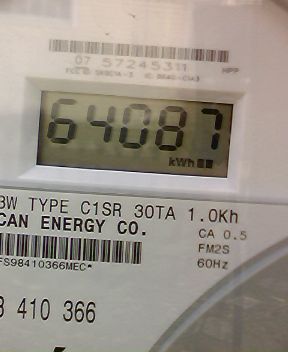 07 57245311
HPP
64087
kWh
3W TYPE C1SR 30TA 1.0Kh
CAN ENERGY CO.
CA 0.5
FM2S
60Hz
FS98410366MEC*
410 366